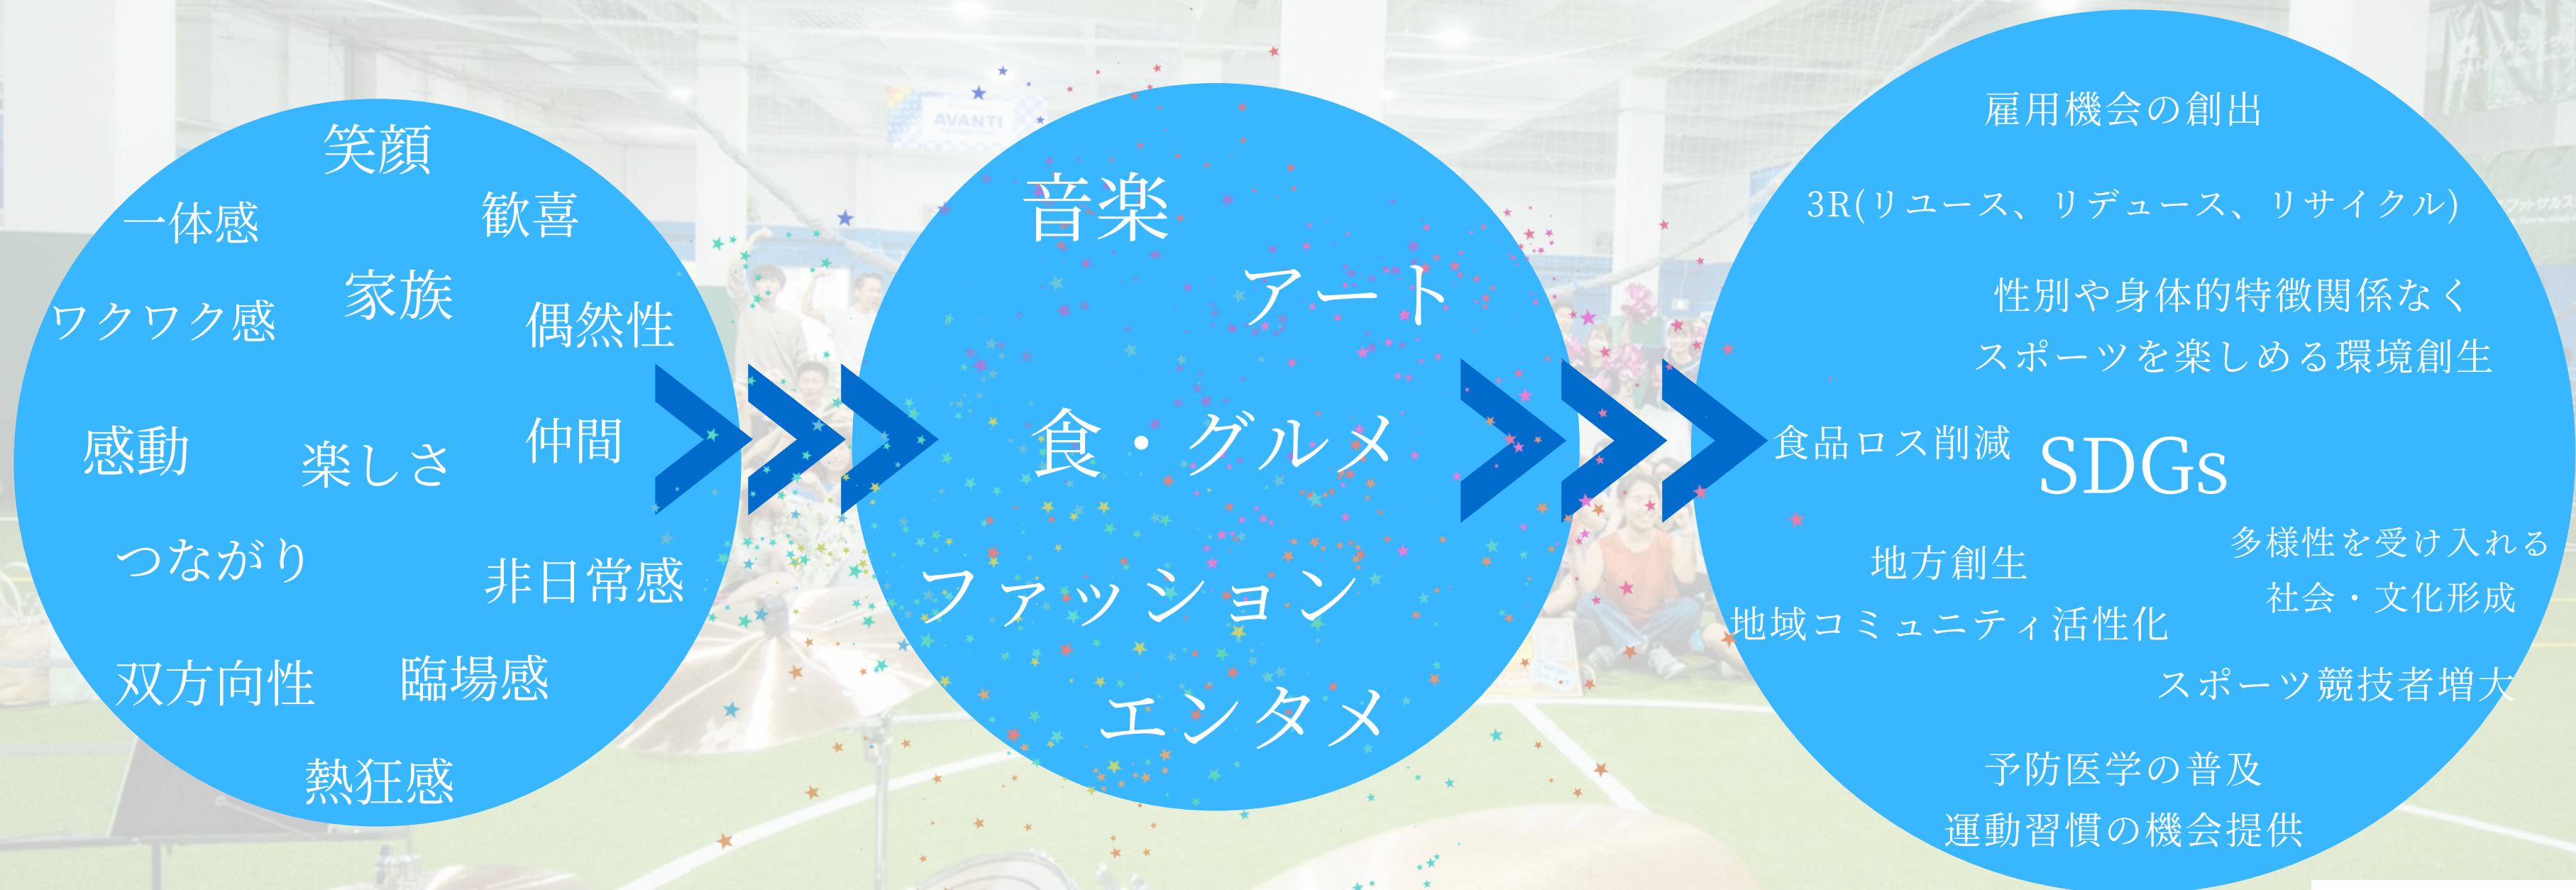 笑顔
一体感
歓喜
ワクワク感
家族
偶然性
感動
楽しさ
仲間
つながり
非日常感
双方向性
臨場感
熱狂感
AVANTI
音楽
アート
食・グルメ
ファッション
エンタメ
雇用機会の創出
3R(リユース、リデュース、リサイクル)
性別や身体的特徴関係なく
スポーツを楽しめる環境創生
食品ロス削減
SDGs
多様性を受け入れる
社会・文化形成
地方創生
地域コミュニティ活性化
スポーツ競技者増大
予防医学の普及
運動習慣の機会提供